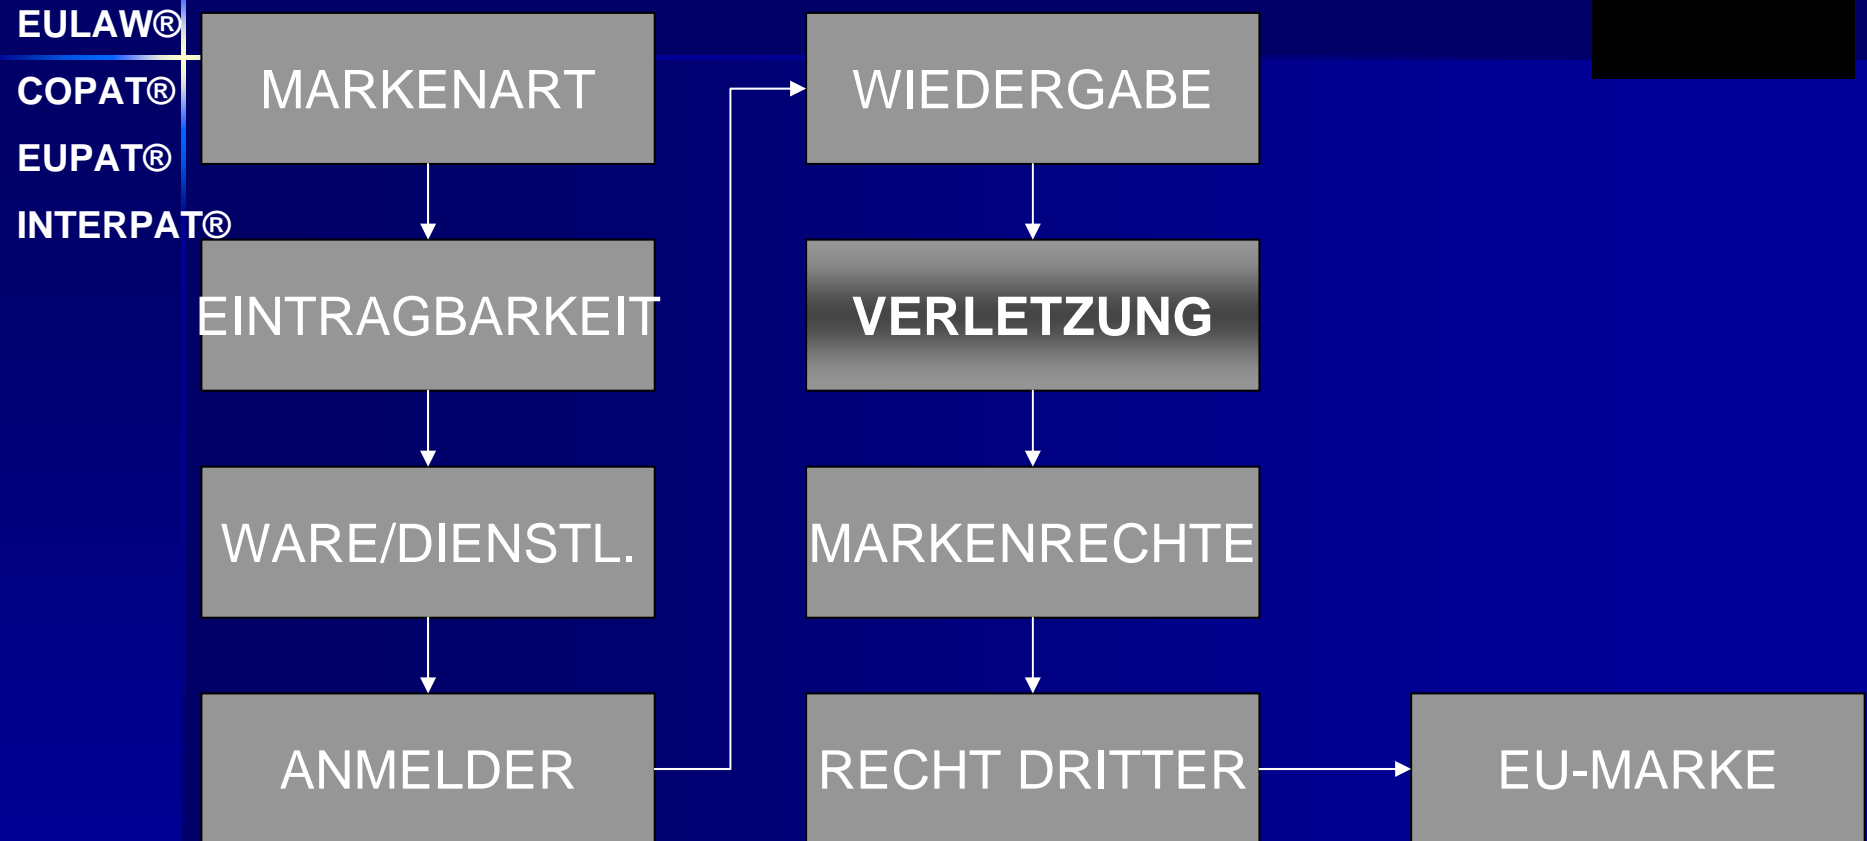 EULAW®
COPAT®
EUPAT®
INTERPAT®
MARKENART
EINTRAGBARKEIT
WARE/DIENSTL.
ANMELDER
WIEDERGABE
VERLETZUNG
MARKENRECHTE
RECHT DRITTER
EU-MARKE